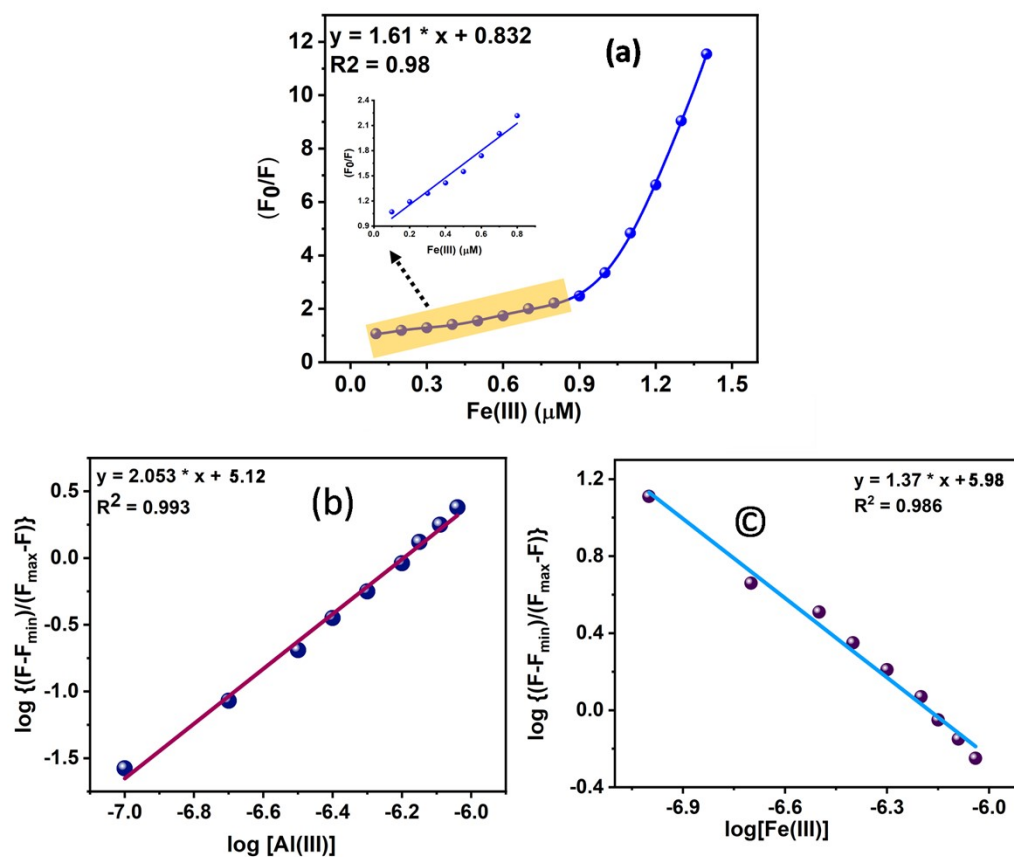 y = 1.61 * x + 0.832
R2 = 0.98
(a)
(F0/F)
12
10
8
6
4
2
0
2.4
2.1
1.8
1.5
1.2
0.9
(F0/F)
0.0 0.2 0.4 0.6 0.8
Fe(III) (μM)
0.0 0.3 0.6 0.9 1.2 1.5
Fe(III) (μM)
y = 2.053 * x + 5.12
R2 = 0.993
(b)
log {(F-Fmin)/(Fmax-F)}
0.5
0.0
-0.5
-1.0
-1.5
-7.0 -6.8 -6.6 -6.4 -6.2 -6.0
log [Al(III)]
y = 1.37 * x + 5.98
R2 = 0.986
©
log {(F-Fmin)/(Fmax-F)}
1.2
0.8
0.4
0.0
-0.4
-6.9 -6.6 -6.3 -6.0
log[Fe(III)]